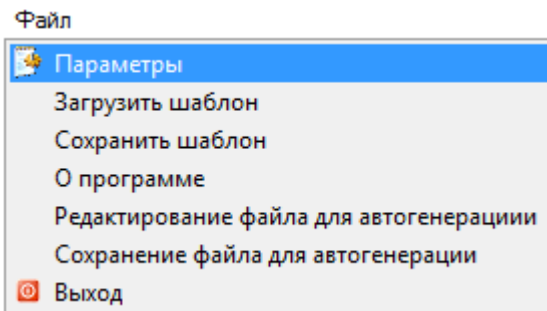 Файл
Параметры
Загрузить шаблон
Сохранить шаблон
О программе
Редактирование файла для автогенерациии
Сохранение файла для автогенерации
Выход